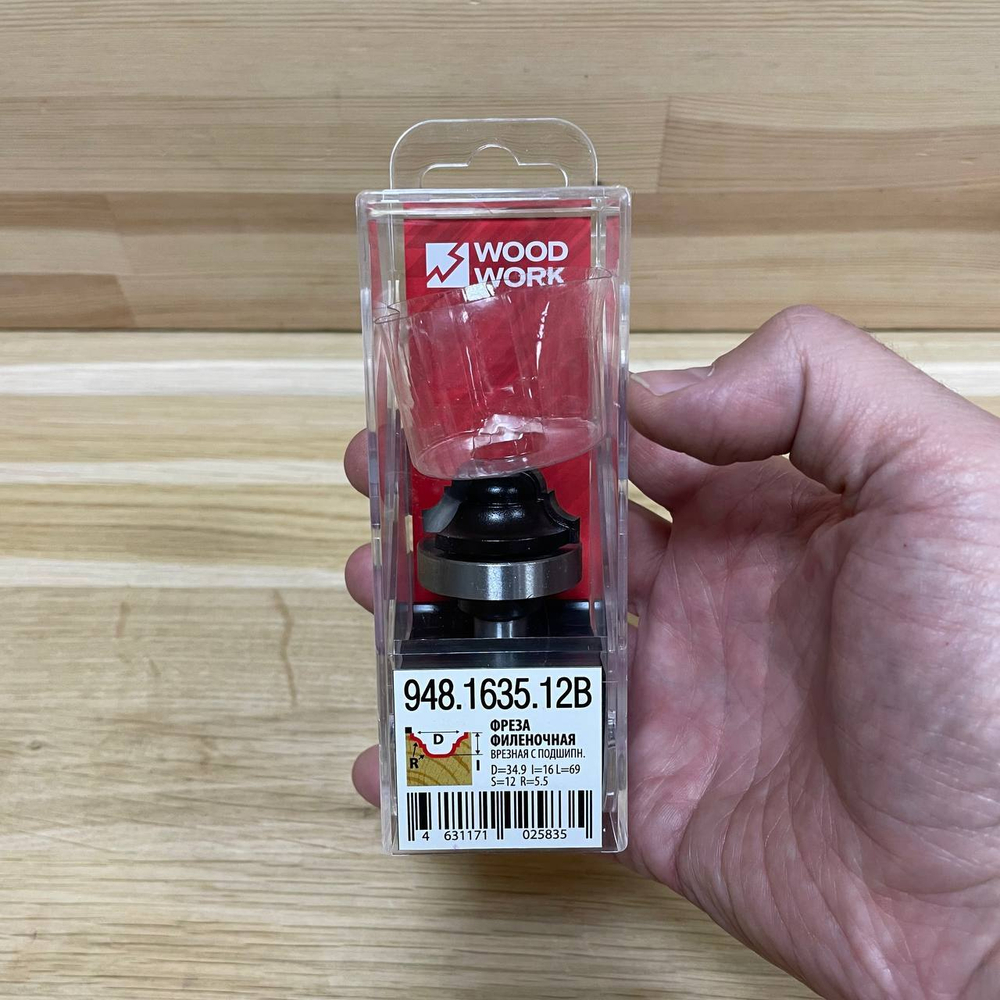 WOOD
WORK
948.1635.12B
ФРЕЗА
ФИЛЕНОЧНАЯ
ВРЕЗНАЯ С ПОДШИПН.
D=34.9 I=16 L=69
S=12 R=5.5
D
R
I
4 631171 025835